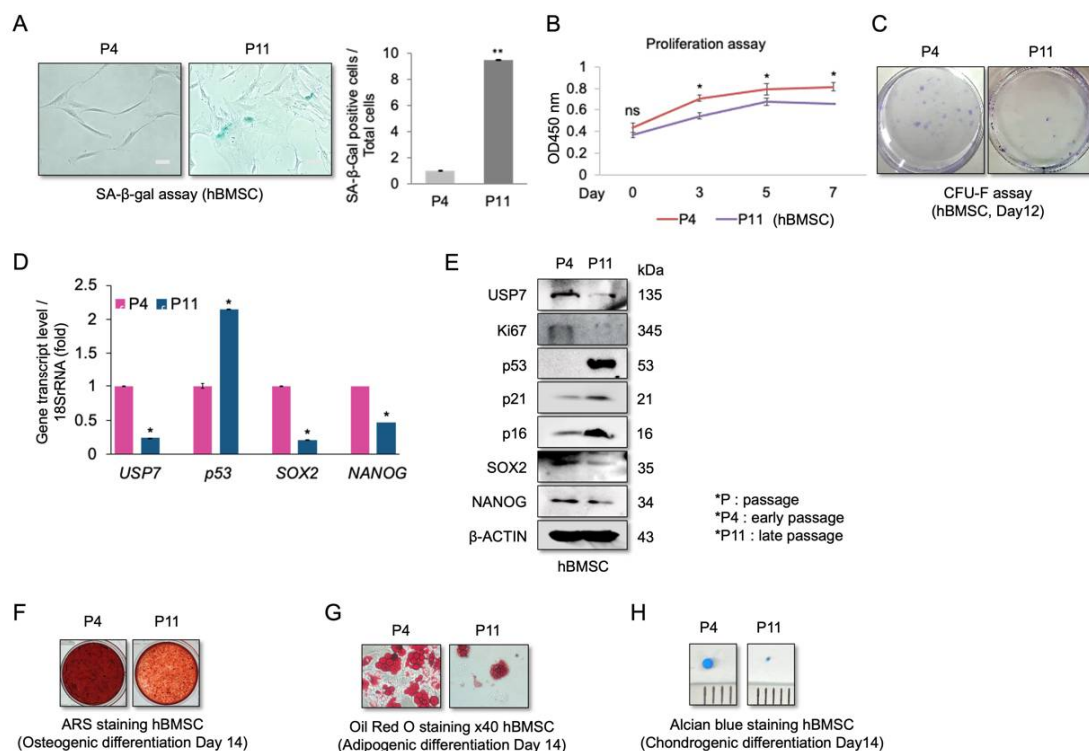 A
P4
P11
SA-β-gal assay (hBMSC)
SA-β-Gal positive cells /
Total cells
10
8
6
4
2
0
**
P4
P11
B
Proliferation assay
OD450 nm
1
0.8
0.6
0.4
0.2
0
ns
*
*
*
Day
0
3
5
7
P4
P11
(hBMSC)
C
P4
P11
CFU-F assay
(hBMSC, Day12)
D
Gene transcript level /
18SrRNA (fold)
2.5
2
1.5
1
0.5
0
P4
P11
*
*
*
*
USP7
p53
SOX2
NANOG
E
P4
P11
kDa
USP7
135
Ki67
345
p53
53
p21
21
p16
16
SOX2
35
NANOG
34
β-ACTIN
43
hBMSC
*P : passage
*P4 : early passage
*P11 : late passage
F
P4
P11
ARS staining hBMSC
(Osteogenic differentiation Day 14)
G
P4
P11
Oil Red O staining x40 hBMSC
(Adipogenic differentiation Day 14)
H
P4
P11
Alcian blue staining hBMSC
(Chondrogenic differentiation Day14)